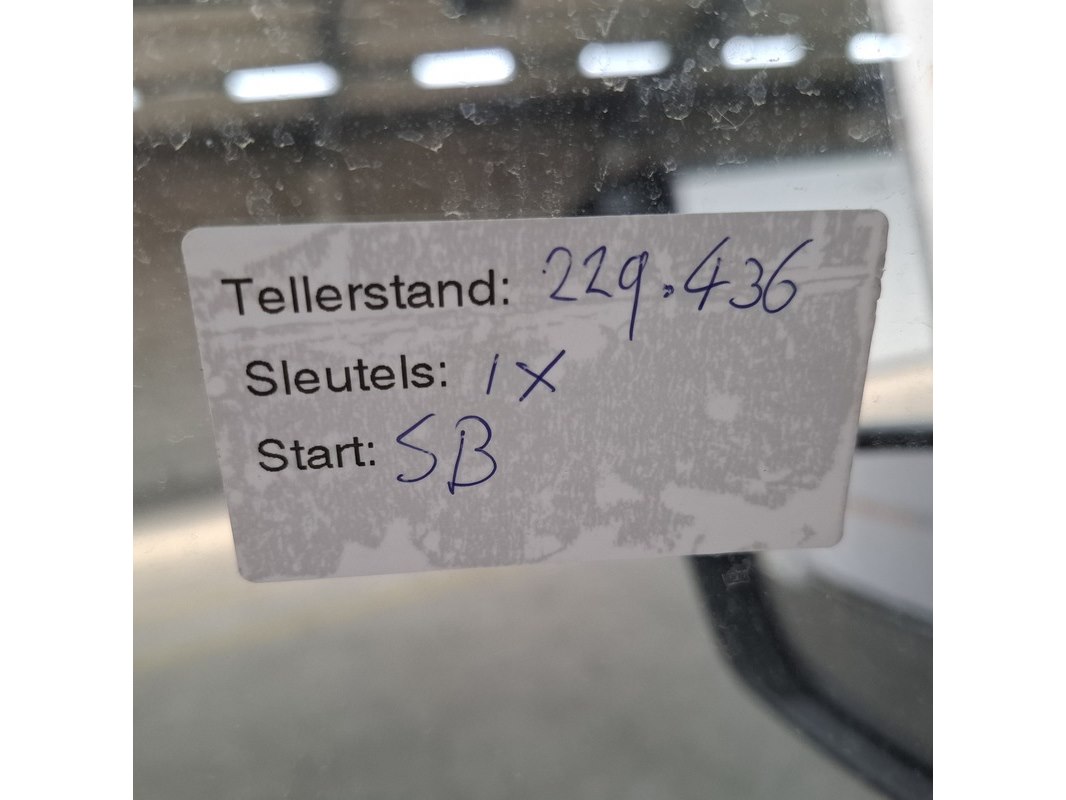 Tellerstand: 229.436
Sleutels: 1X
Start: SB